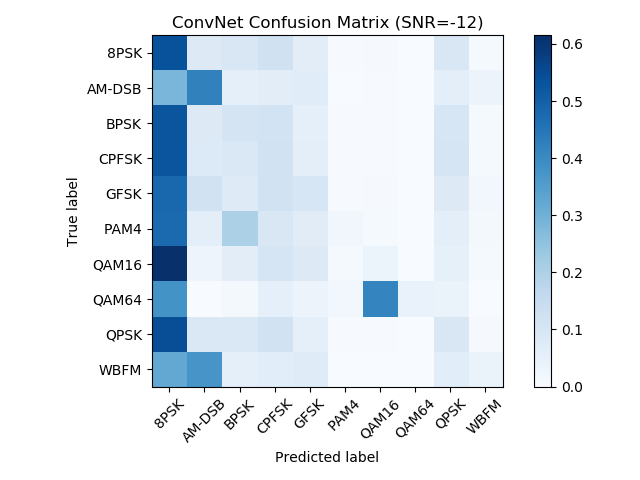 ConvNet Confusion Matrix (SNR=-12)
8PSK
AM-DSB
BPSK
CPFSK
GFSK
PAM4
QAM16
QAM64
QPSK
WBFM
True label
8PSK
AM-DSB
BPSK
CPFSK
GFSK
PAM4
QAM16
QAM64
QPSK
WBFM
Predicted label
0.6
0.5
0.4
0.3
0.2
0.1
0.0